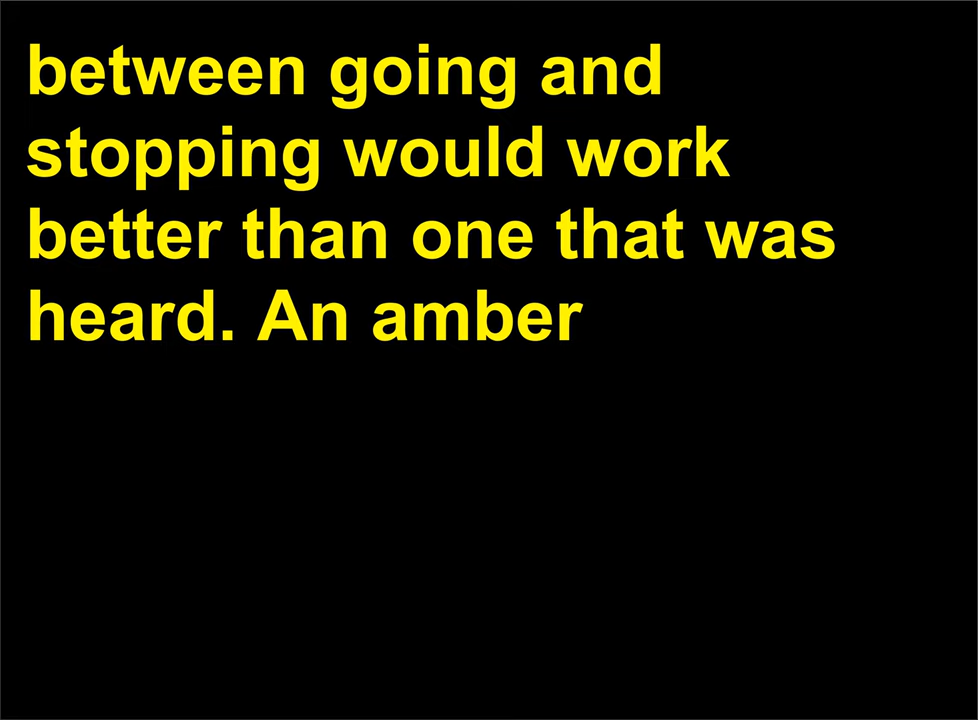 between going and
stopping would work
better than one that was
heard. An amber